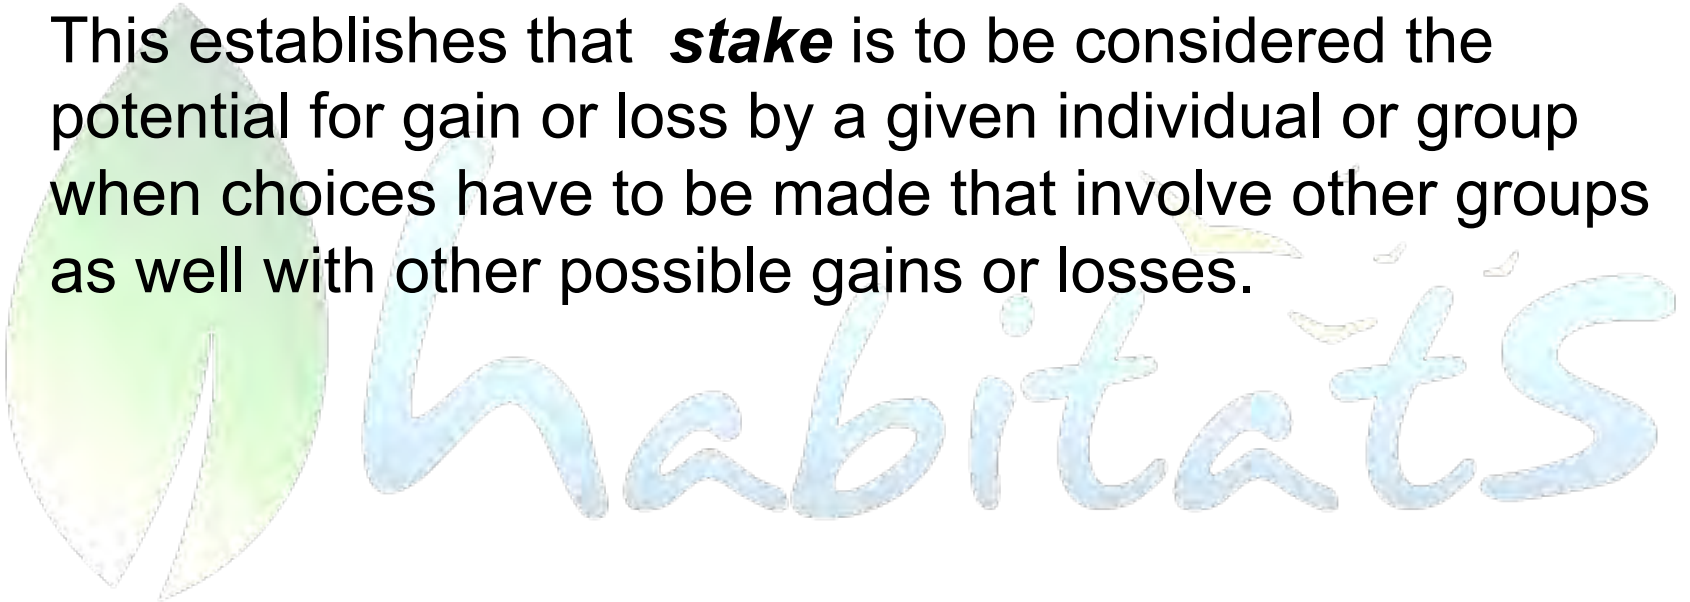 This establishes that stake is to be considered the
potential for gain or loss by a given individual or group
when choices have to be made that involve other groups
as well with other possible gains or losses.
habitats